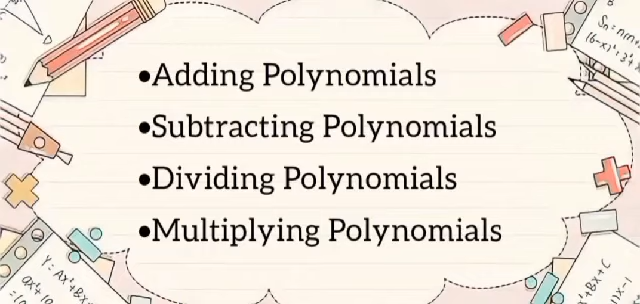 •Adding Polynomials
•Subtracting Polynomials
•Dividing Polynomials
•Multiplying Polynomials